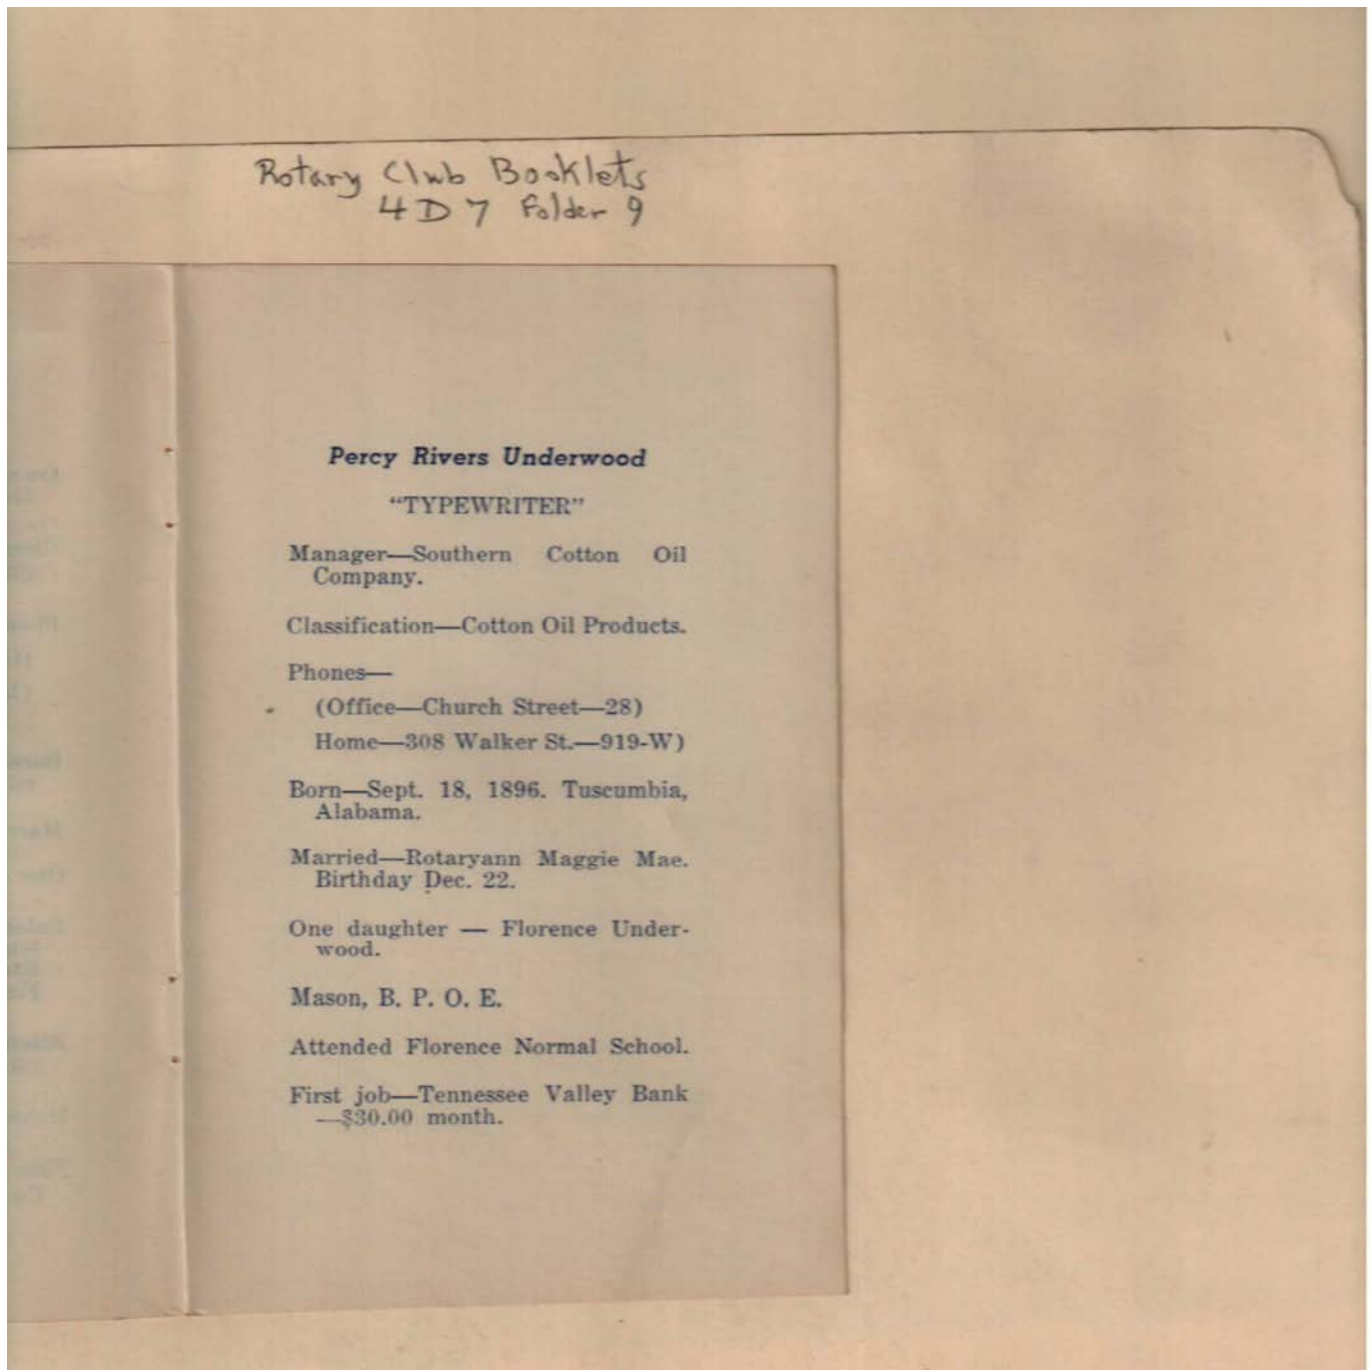 Rotary Club Booklets
4D7 Folder 9
Percy Rivers Underwood
“TYPEWRITER”
Manager—Southern Cotton Oil
Company.
Classification—Cotton Oil Products.
Phones—
(Office—Church Street—28)
Home—308 Walker St.—919-W)
Born—Sept. 18, 1896. Tuscumbia,
Alabama.
Married—Rotaryann Maggie Mae.
Birthday Dec. 22.
One daughter — Florence Under-
wood.
Mason, B. P. O. E.
Attended Florence Normal School.
First job—Tennessee Valley Bank
—$30.00 month.